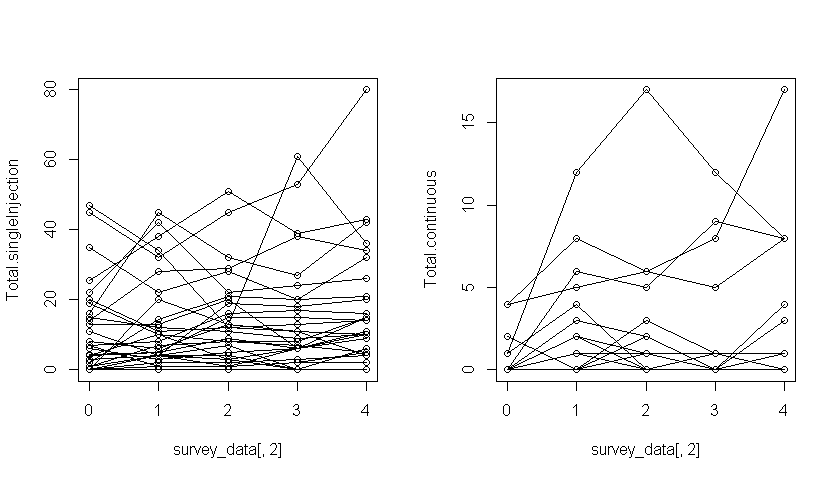 Total.singleInjection
80
60
40
20
0
0 1 2 3 4
survey_data[, 2]
Total.continuous
15
10
5
0
0 1 2 3 4
survey_data[, 2]